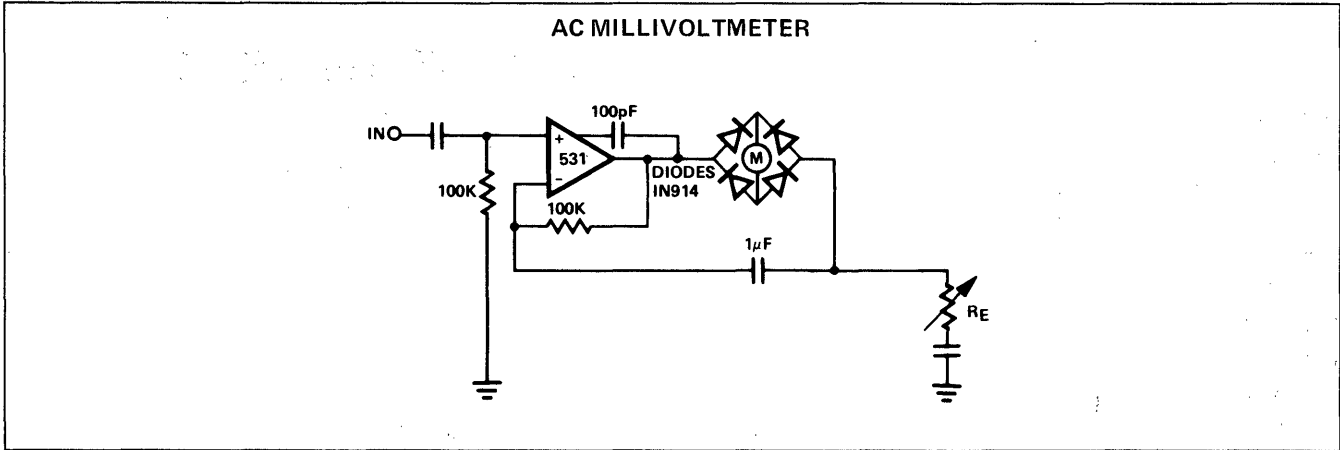 AC MILLIVOLTMETER
100pF
IN
+
531
M
DIODES
IN914
−
100K
100K
1μF
RE